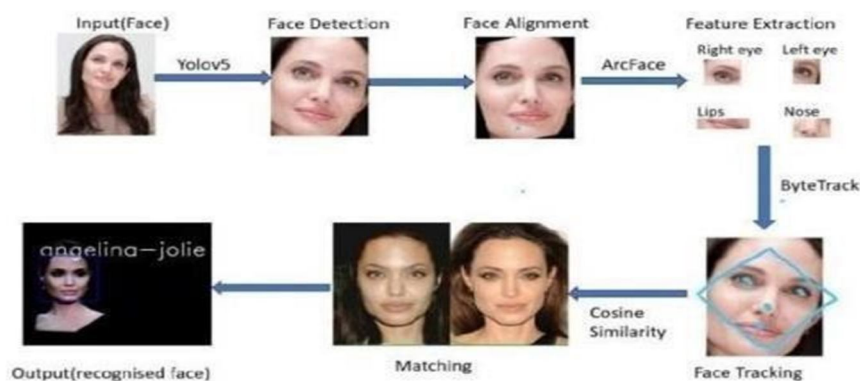 Input(Face)
Face Detection
Face Alignment
Feature Extraction
Yolov5
ArcFace
Right eye
Left eye
Lips
Nose
ByteTrack
angelina-jolie
Cosine
Similarity
Output(recognised face)
Matching
Face Tracking